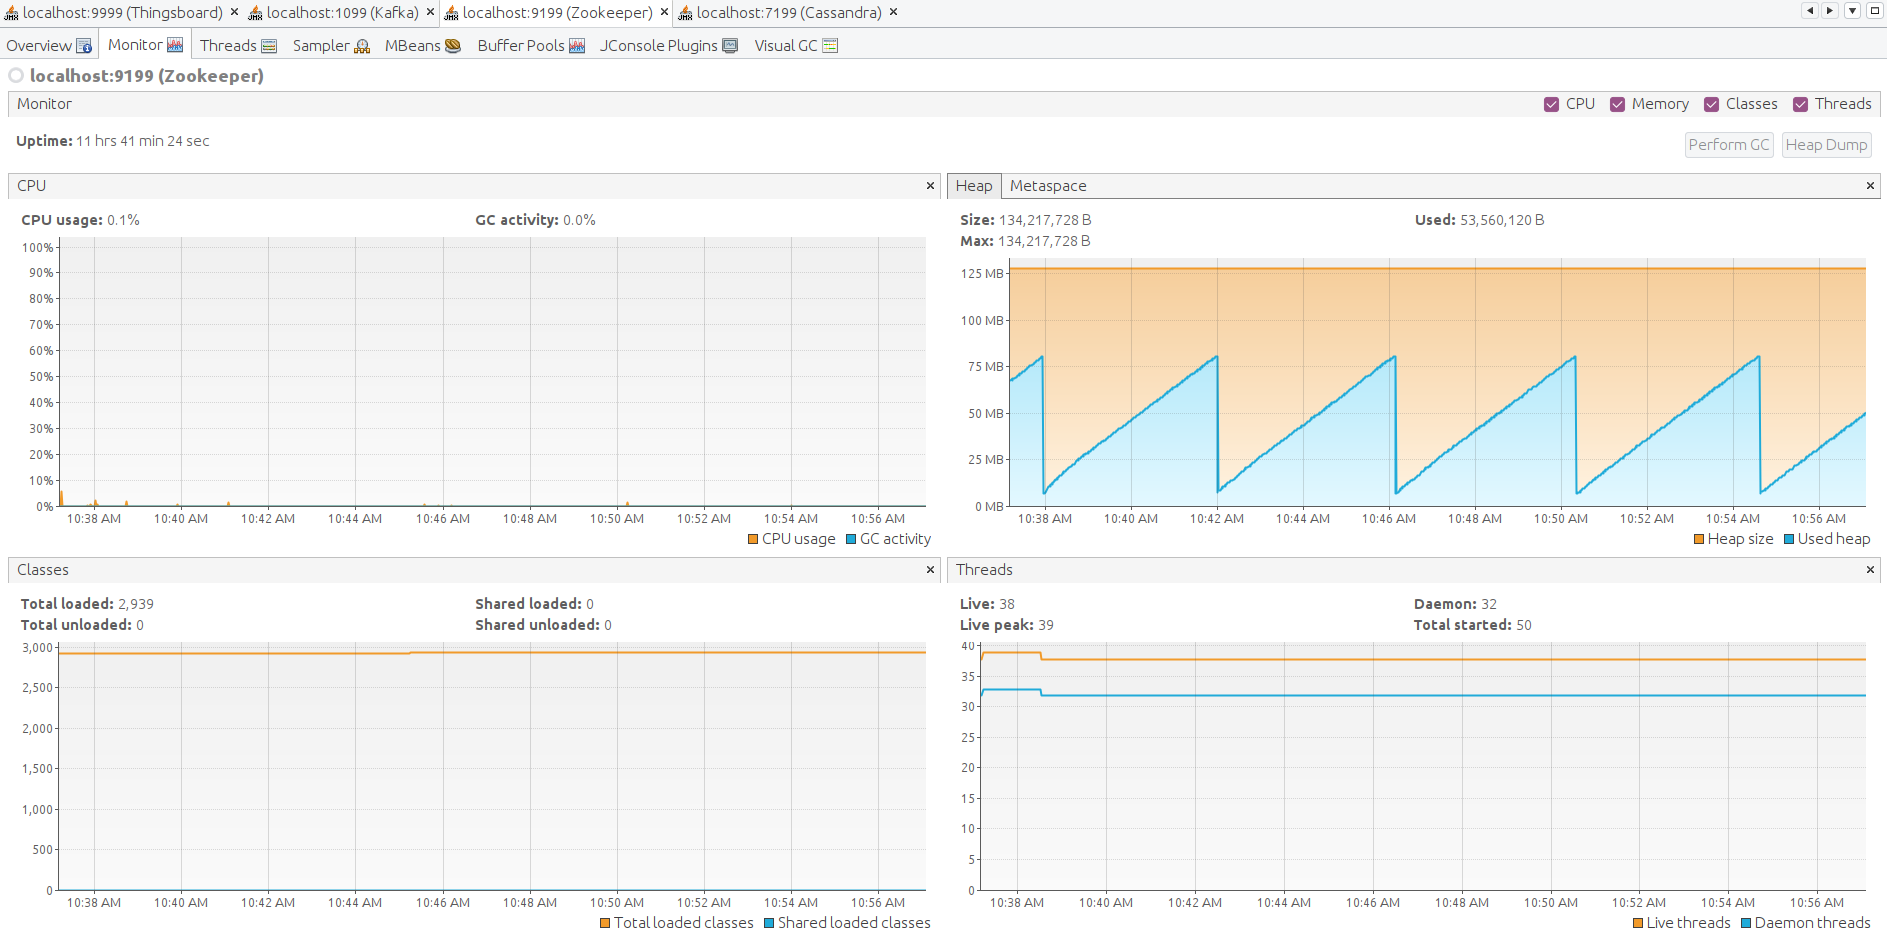 localhost:9999 (Thingsboard) localhost:1099 (Kafka) localhost:9199 (Zookeeper) localhost:7199 (Cassandra)
Overview Monitor Threads Sampler MBeans Buffer Pools JConsole Plugins Visual GC
localhost:9199 (Zookeeper)
Monitor CPU Memory Classes Threads
Uptime: 11 hrs 41 min 24 sec
Perform GC Heap Dump
CPU
CPU usage: 0.1% GC activity: 0.0%
100%
90%
80%
70%
60%
50%
40%
30%
20%
10%
0%
10:38 AM 10:40 AM 10:42 AM 10:44 AM 10:46 AM 10:48 AM 10:50 AM 10:52 AM 10:54 AM 10:56 AM
CPU usage GC activity
Heap Metaspace
Size: 134,217,728 B Used: 53,560,120 B
Max: 134,217,728 B
125 MB
100 MB
75 MB
50 MB
25 MB
0 MB
10:38 AM 10:40 AM 10:42 AM 10:44 AM 10:46 AM 10:48 AM 10:50 AM 10:52 AM 10:54 AM 10:56 AM
Heap size Used heap
Classes
Total loaded: 2,939 Shared loaded: 0
Total unloaded: 0 Shared unloaded: 0
3,000
2,500
2,000
1,500
1,000
500
0
10:38 AM 10:40 AM 10:42 AM 10:44 AM 10:46 AM 10:48 AM 10:50 AM 10:52 AM 10:54 AM 10:56 AM
Total loaded classes Shared loaded classes
Threads
Live: 38 Daemon: 32
Live peak: 39 Total started: 50
40
35
30
25
20
15
10
5
0
10:38 AM 10:40 AM 10:42 AM 10:44 AM 10:46 AM 10:48 AM 10:50 AM 10:52 AM 10:54 AM 10:56 AM
Live threads Daemon threads